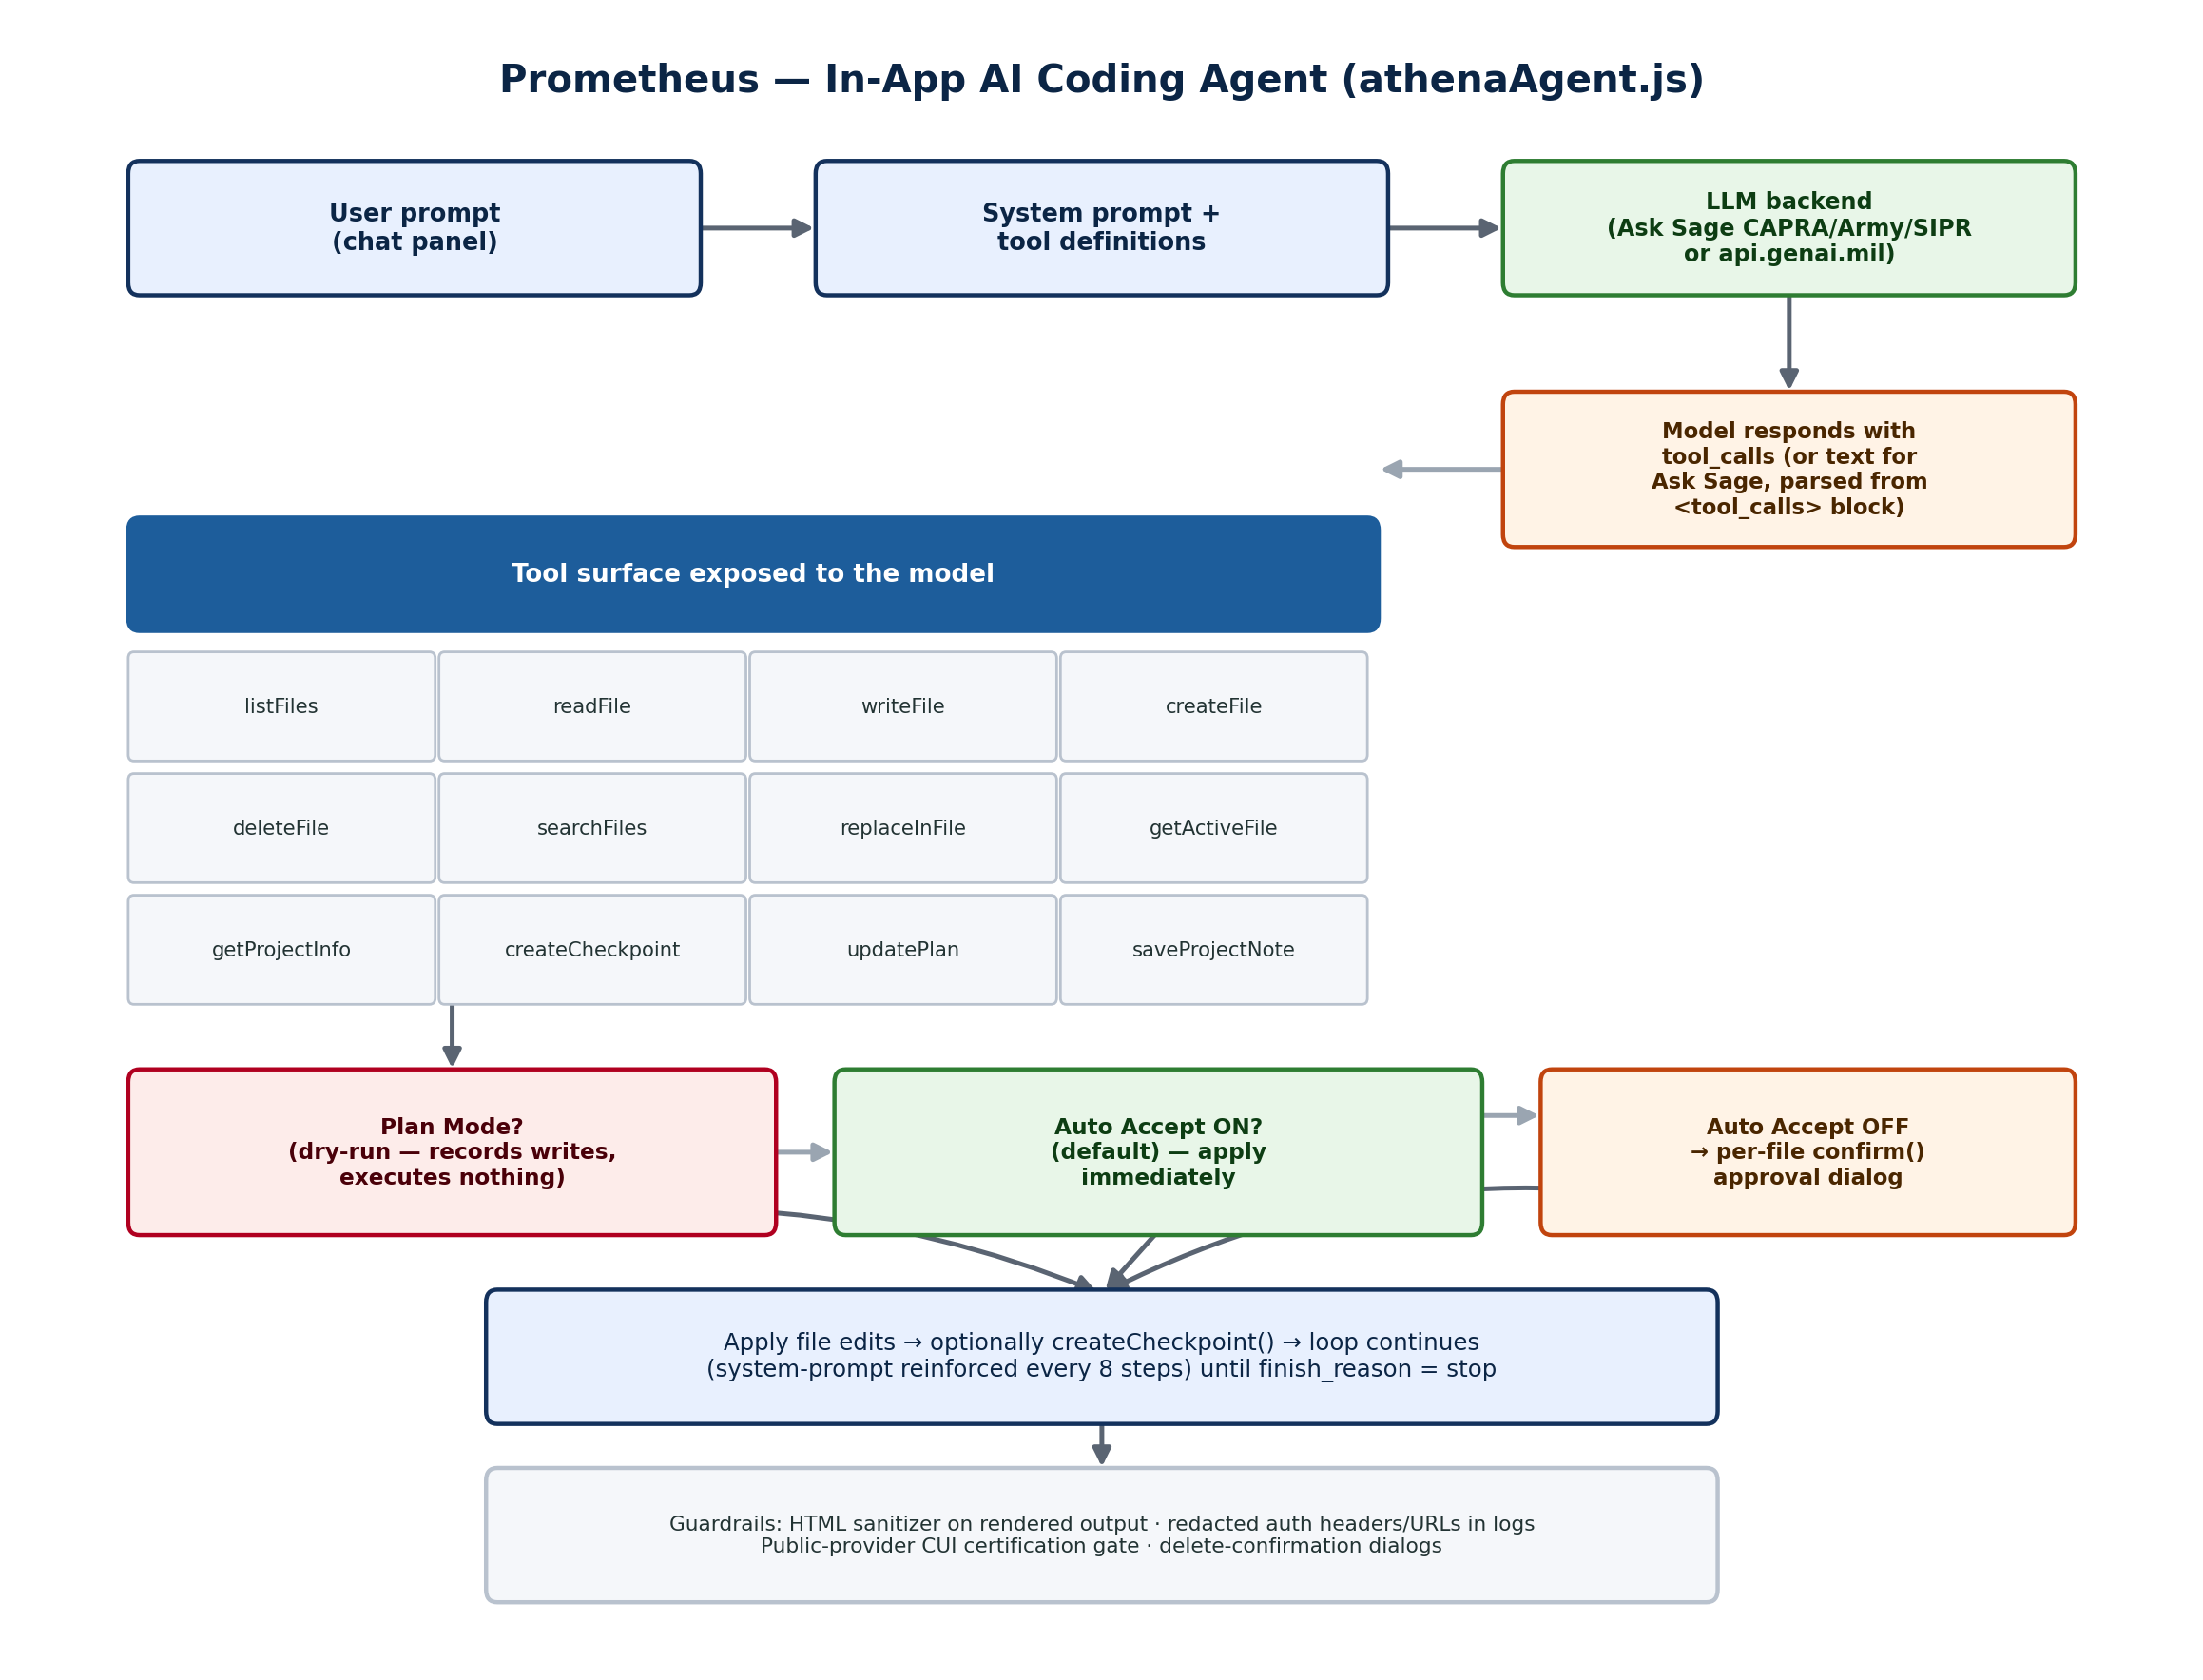 Prometheus — In-App AI Coding Agent (athenaAgent.js)
User prompt
(chat panel)
System prompt +
tool definitions
LLM backend
(Ask Sage CAPRA/Army/SIPR
or api.genai.mil)
Model responds with
tool_calls (or text for
Ask Sage, parsed from
<tool_calls> block)
Tool surface exposed to the model
listFiles
readFile
writeFile
createFile
deleteFile
searchFiles
replaceInFile
getActiveFile
getProjectInfo
createCheckpoint
updatePlan
saveProjectNote
Plan Mode?
(dry-run — records writes,
executes nothing)
Auto Accept ON?
(default) — apply
immediately
Auto Accept OFF
→ per-file confirm()
approval dialog
Apply file edits → optionally createCheckpoint() → loop continues
(system-prompt reinforced every 8 steps) until finish_reason = stop
Guardrails: HTML sanitizer on rendered output · redacted auth headers/URLs in logs
Public-provider CUI certification gate · delete-confirmation dialogs